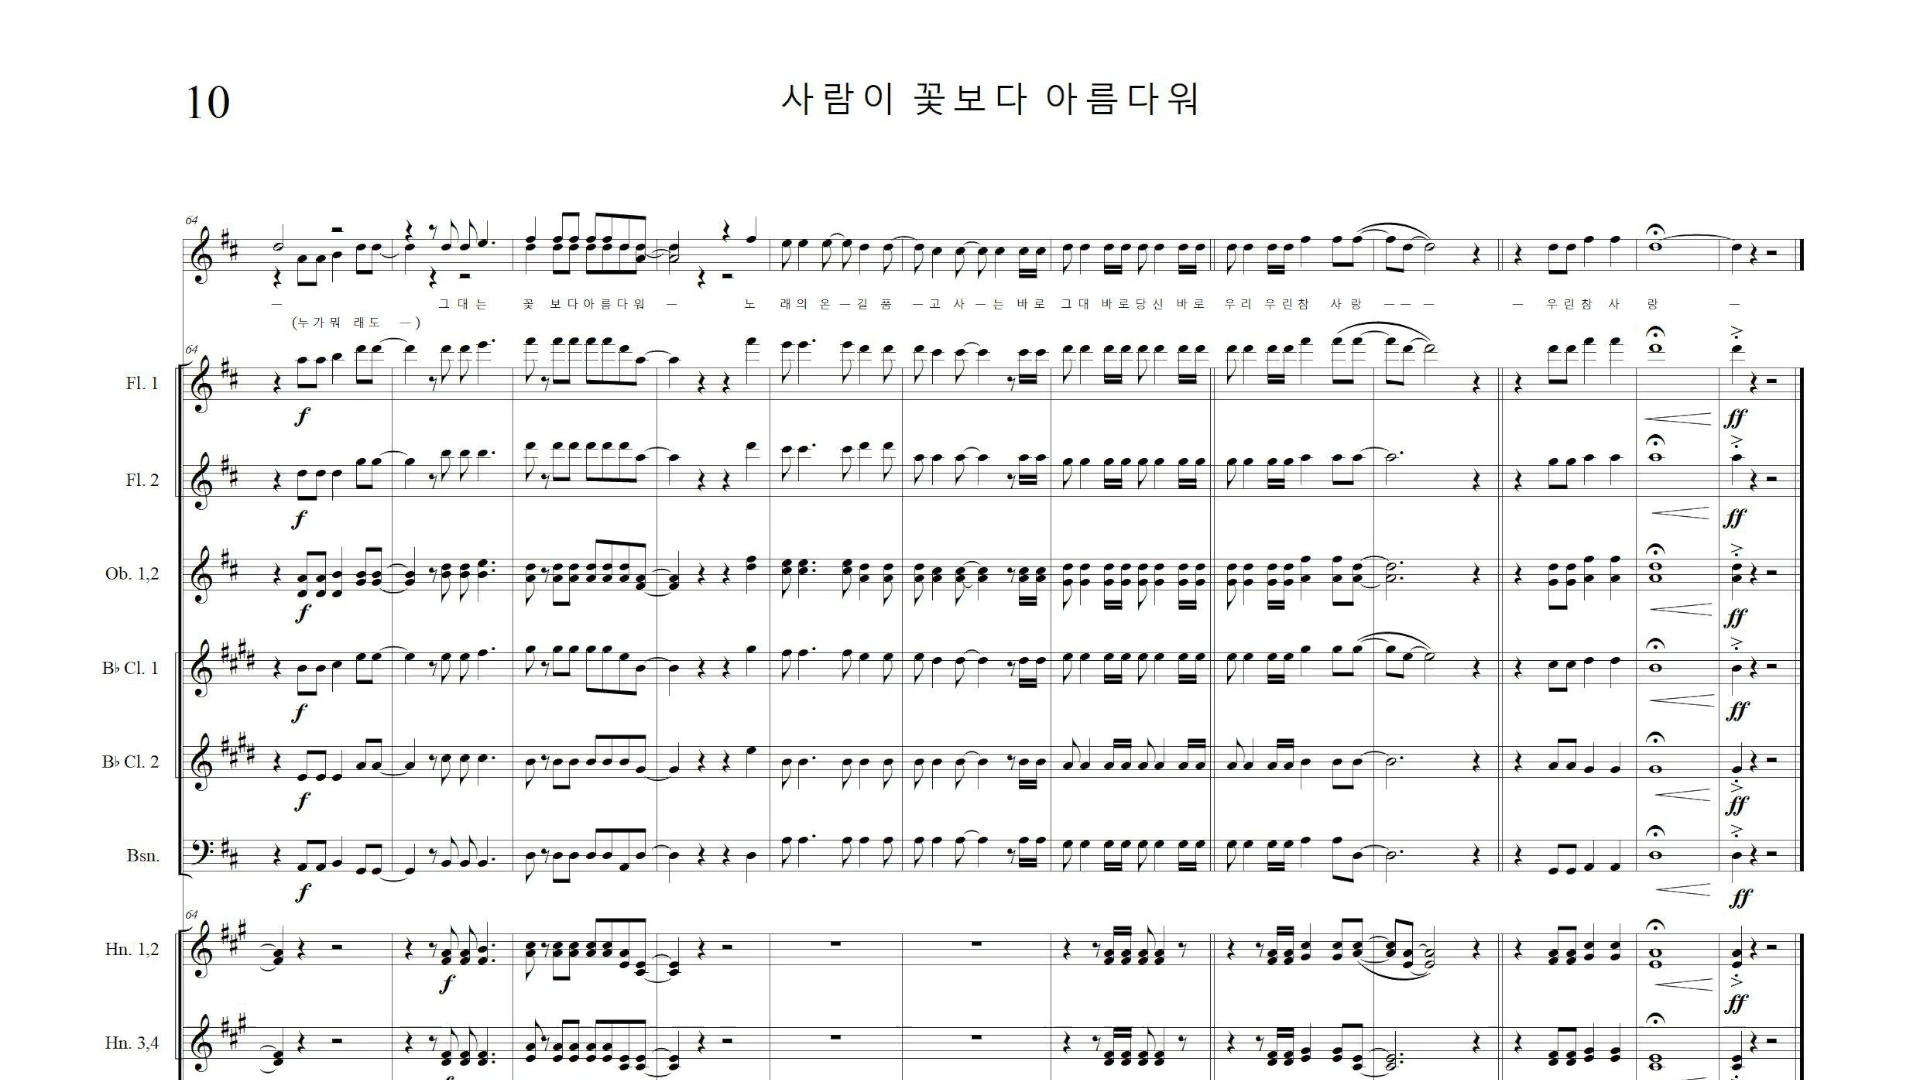 10
사람이 꽃보다 아름다워
64
— 그대는 꽃 보다아름다워 — 노 래의 온—길 품 —고 사—는 바로 그대 바로당신 바로 우리 우린참 사랑 ——— — 우린참 사 랑 —
(누가뭐 래도 —)
64
Fl. 1
f
ff
Fl. 2
f
ff
Ob. 1,2
f
ff
B♭ Cl. 1
f
ff
B♭ Cl. 2
f
ff
Bsn.
f
ff
64
Hn. 1,2
f
ff
Hn. 3,4